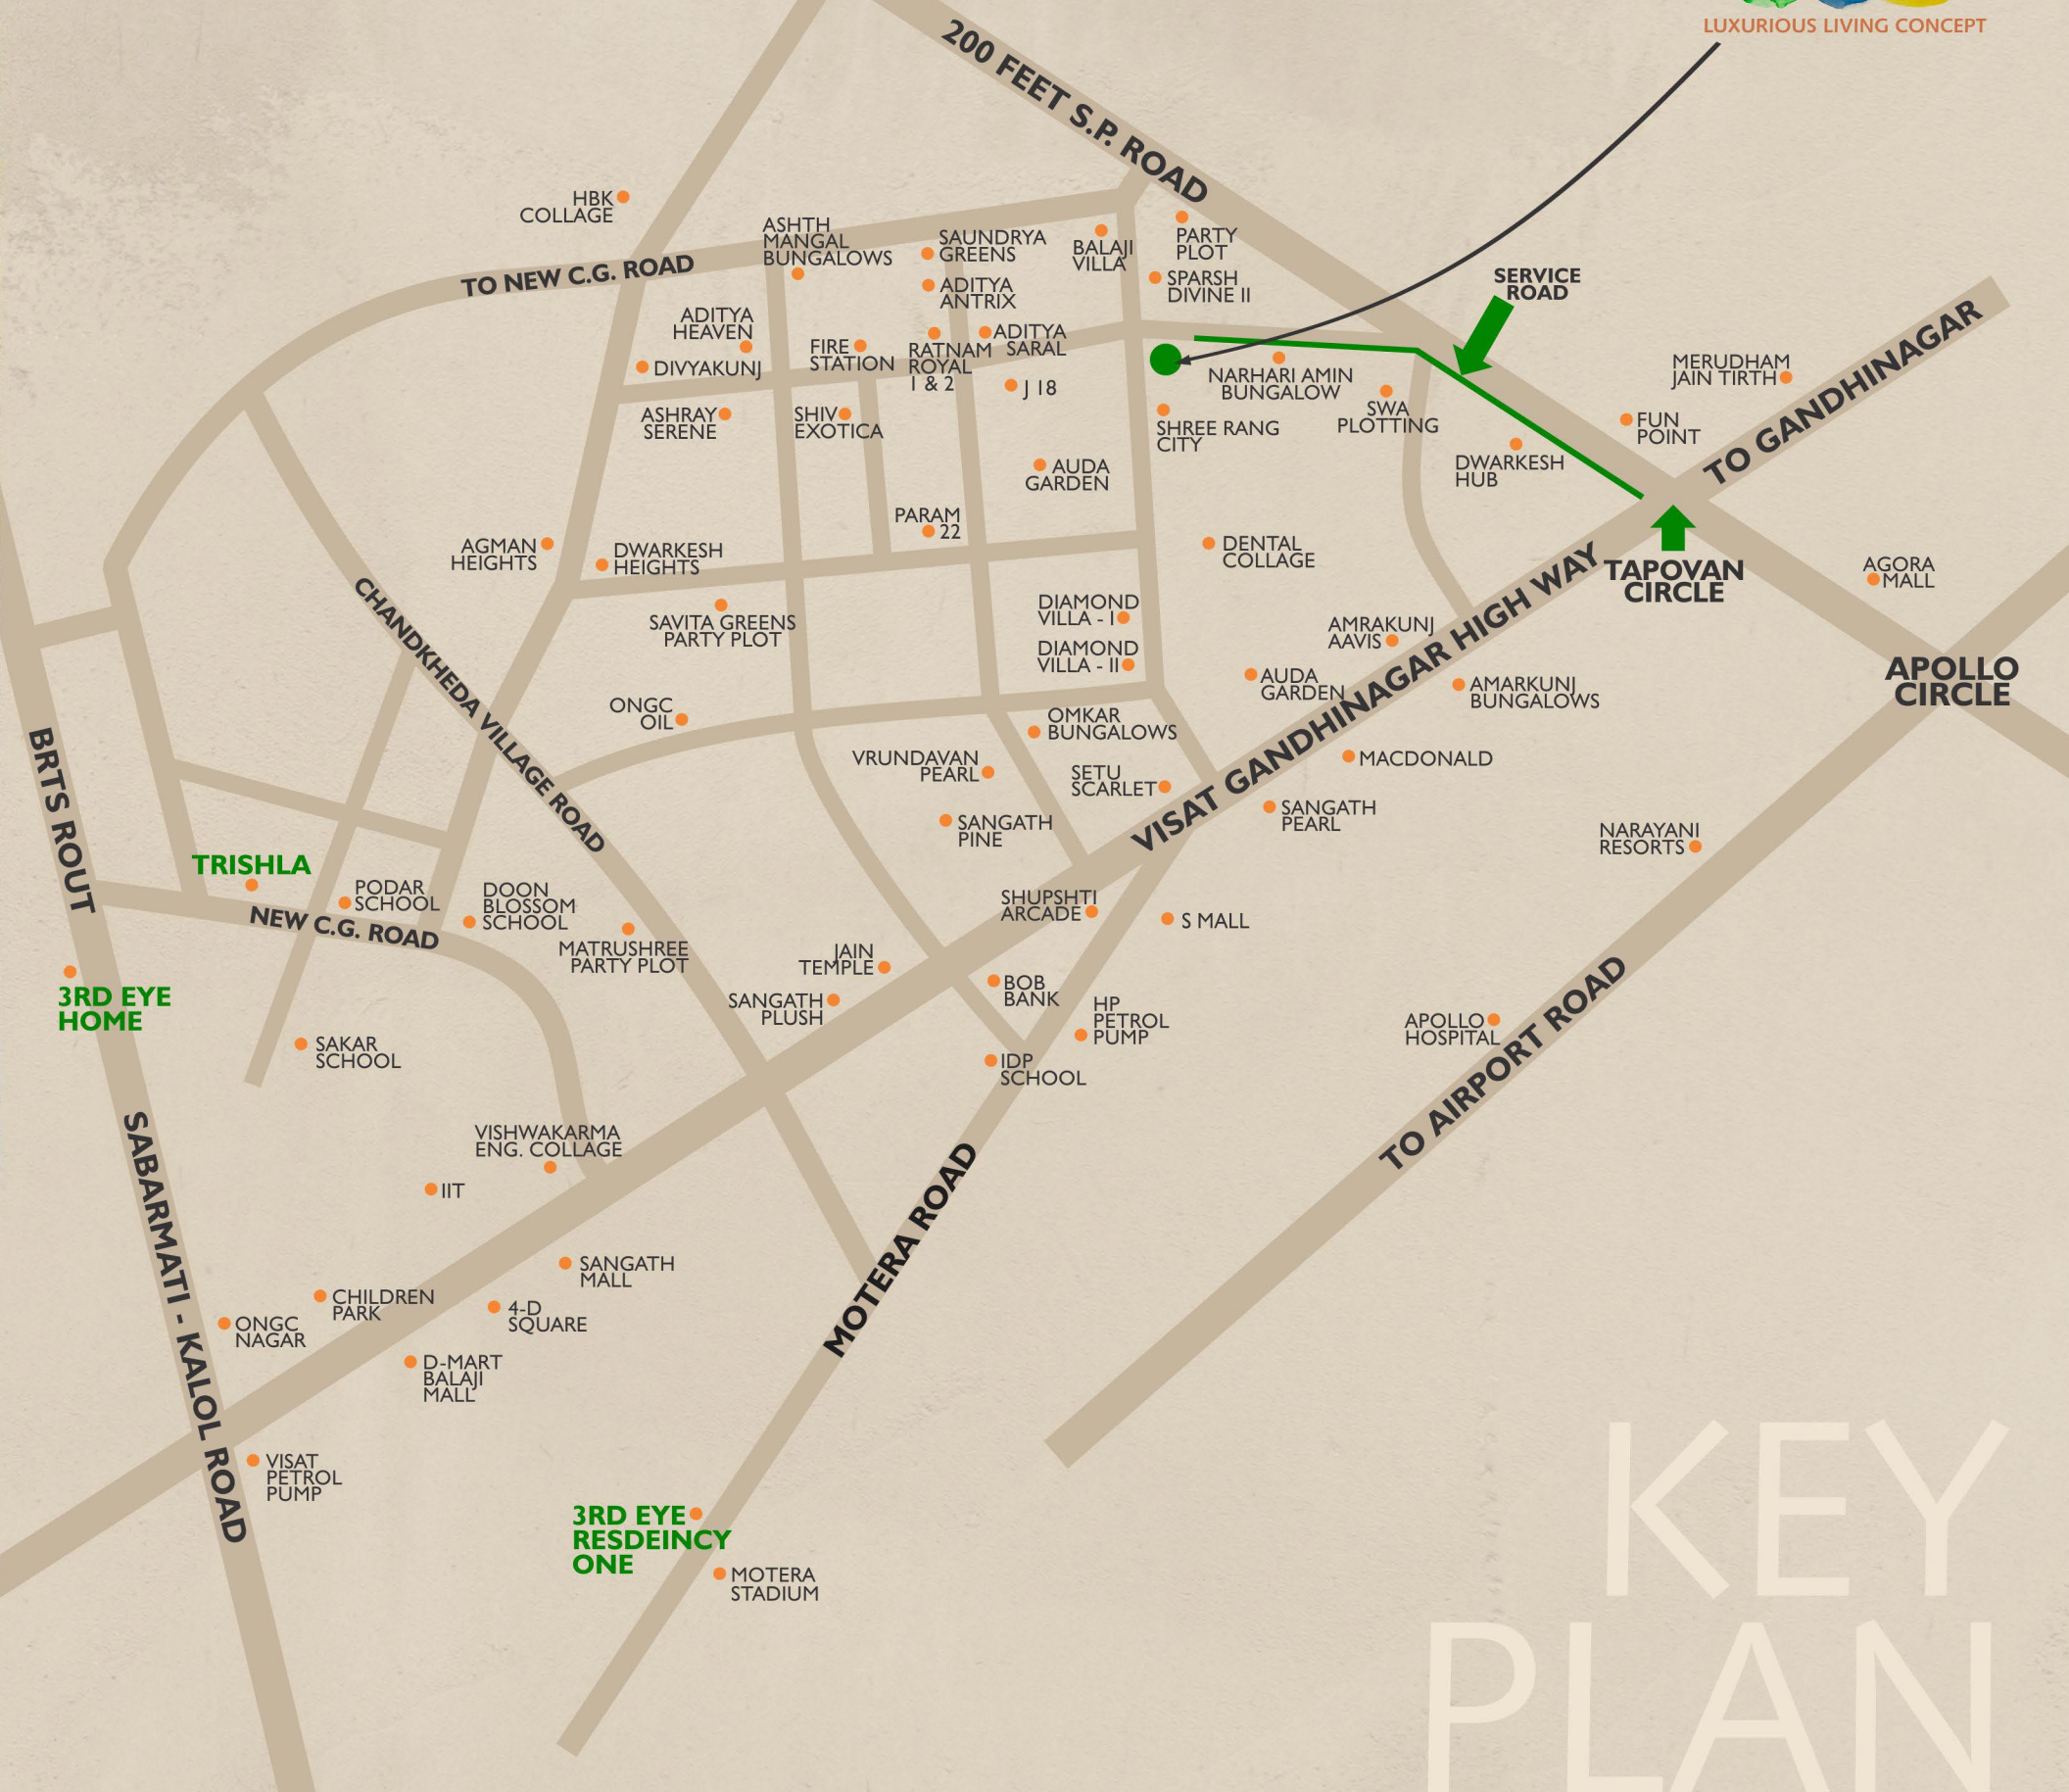 LUXURIOUS LIVING CONCEPT
200 FEET S.P. ROAD
HBK
COLLAGE
TO NEW C.G. ROAD
ASHTH
MANGAL
BUNGALOWS
SAUNDRYA
GREENS
BALAJI
VILLA
PARTY
PLOT
SPARSH
DIVINE II
ADITYA
ANTRIX
SERVICE
ROAD
ADITYA
HEAVEN
DIVYAKUNJ
FIRE
STATION
RATNAM
ROYAL
1 & 2
ADITYA
SARAL
J 18
NARHARI AMIN
BUNGALOW
SWA
PLOTTING
MERUDHAM
JAIN TIRTH
TO GANDHINAGAR
FUN
POINT
ASHRAY
SERENE
SHIV
EXOTICA
SHREE RANG
CITY
DWARKESH
HUB
AUDA
GARDEN
PARAM
22
AGMAN
HEIGHTS
DWARKESH
HEIGHTS
DENTAL
COLLAGE
TAPOVAN
CIRCLE
AGORA
MALL
CHANDKHEDA VILLAGE ROAD
SAVITA GREENS
PARTY PLOT
DIAMOND
VILLA - I
DIAMOND
VILLA - II
AMRAKUNJ
AAVIS
AUDA
GARDEN
AMARKUNJ
BUNGALOWS
APOLLO
CIRCLE
VISAT GANDHINAGAR HIGH WAY
ONGC
OIL
OMKAR
BUNGALOWS
VRUNDAVAN
PEARL
SETU
SCARLET
MACDONALD
SANGATH
PEARL
SANGATH
PINE
NARAYANI
RESORTS
BRTS ROUT
TRISHLA
PODAR
SCHOOL
DOON
BLOSSOM
SCHOOL
NEW C.G. ROAD
MATRUSHREE
PARTY PLOT
SHUPSHTI
ARCADE
S MALL
JAIN
TEMPLE
SANGATH
PLUSH
BOB
BANK
HP
PETROL
PUMP
IDP
SCHOOL
APOLLO
HOSPITAL
TO AIRPORT ROAD
3RD EYE
HOME
SAKAR
SCHOOL
VISHWAKARMA
ENG. COLLAGE
IIT
SABARMATI - KALOL ROAD
MOTERA ROAD
SANGATH
MALL
CHILDREN
PARK
4-D
SQUARE
ONGC
NAGAR
D-MART
BALAJI
MALL
VISAT
PETROL
PUMP
3RD EYE
RESDEINCY
ONE
MOTERA
STADIUM
KEY
PLAN